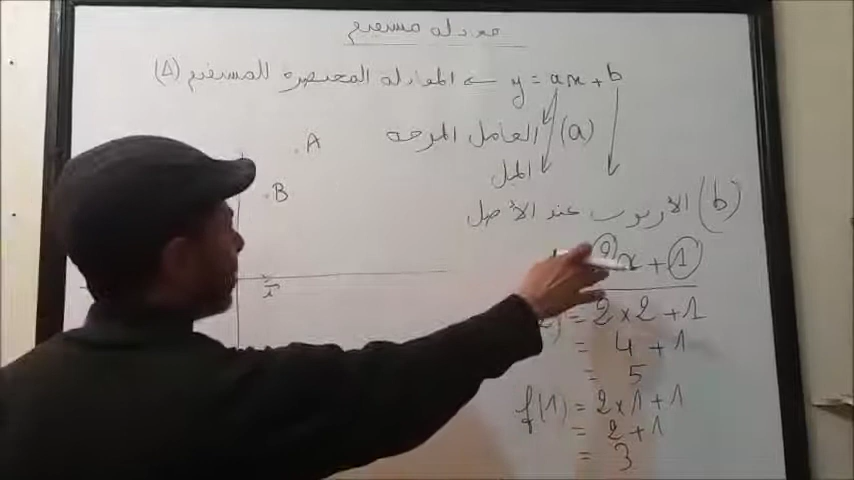 معادلة مستقيم
y = ax + b ← المعادلة المختصرة للمستقيم (Δ)
(a) العامل الموجه
الميل
(b) الأرتوب عند الأصل
A
B
i
2x + 1
= 2×2 +1
= 4 +1
= 5
f(1) = 2×1 +1
= 2 +1
= 3